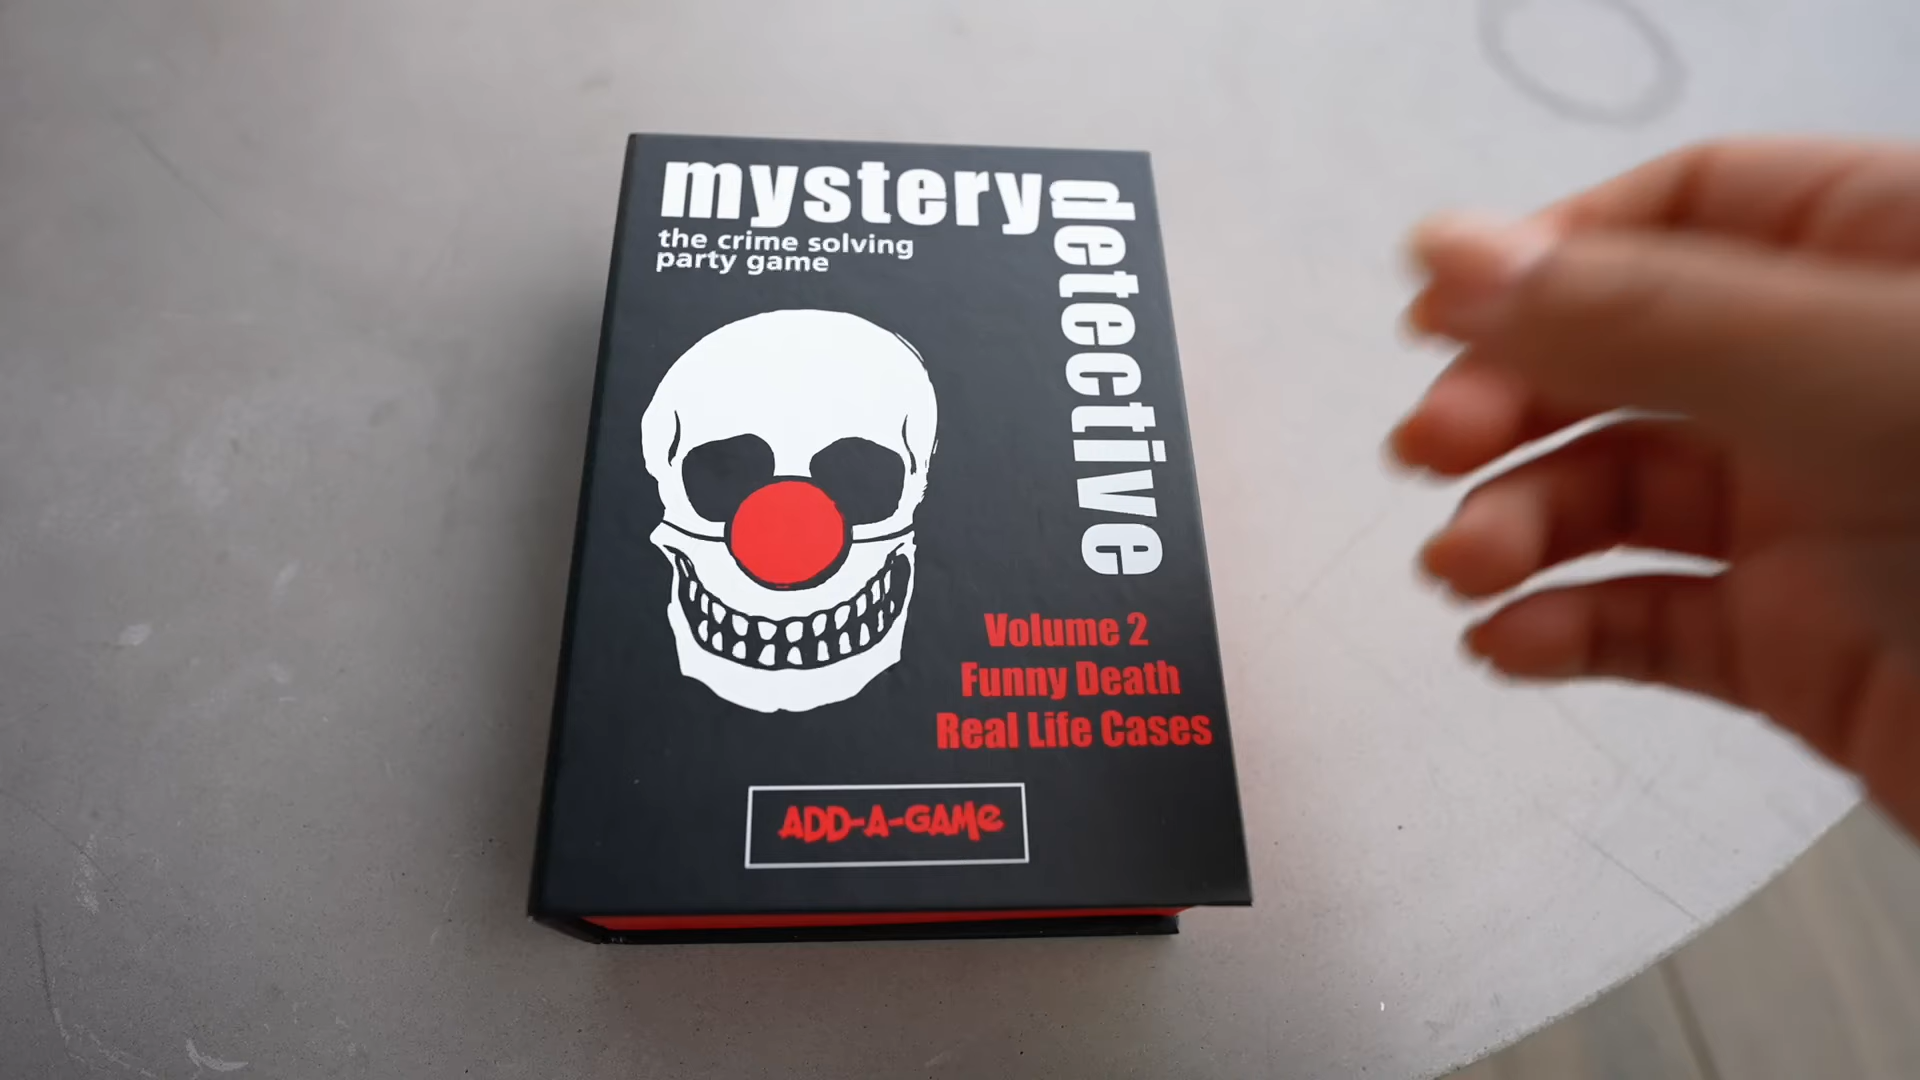 mystery
detective
the crime solving
party game
Volume 2
Funny Death
Real Life Cases
ADD-A-GAMe